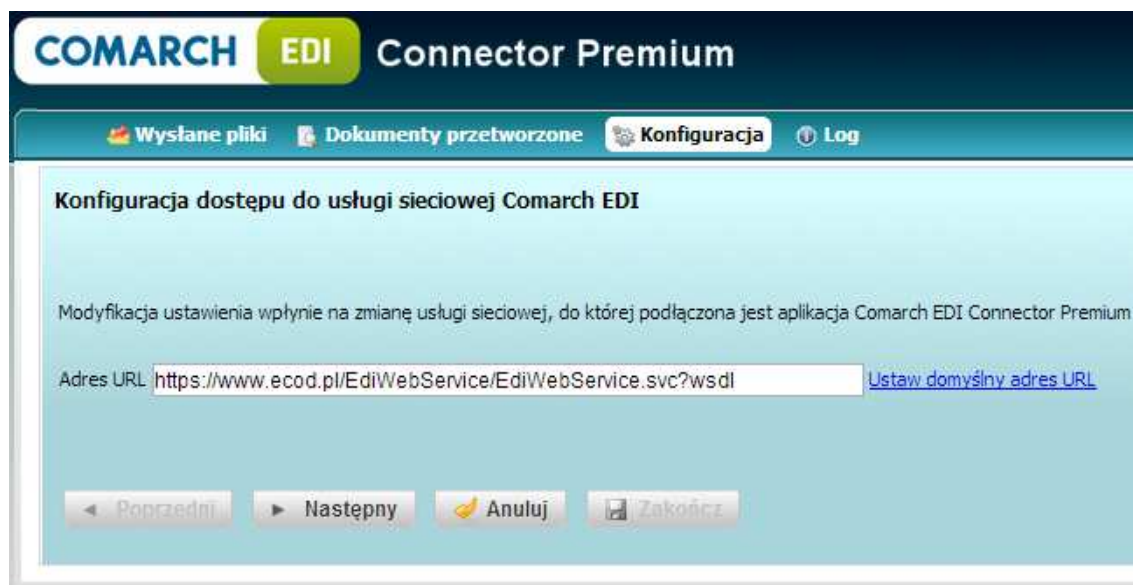 COMARCH EDI Connector Premium
Wysłane pliki Dokumenty przetworzone Konfiguracja Log
Konfiguracja dostępu do usługi sieciowej Comarch EDI
Modyfikacja ustawienia wpłynie na zmianę usługi sieciowej, do której podłączona jest aplikacja Comarch EDI Connector Premium
Adres URL https://www.ecod.pl/EdiWebService/EdiWebService.svc?wsdl Ustaw domyślny adres URL
Poprzedni Następny Anuluj Zakończ